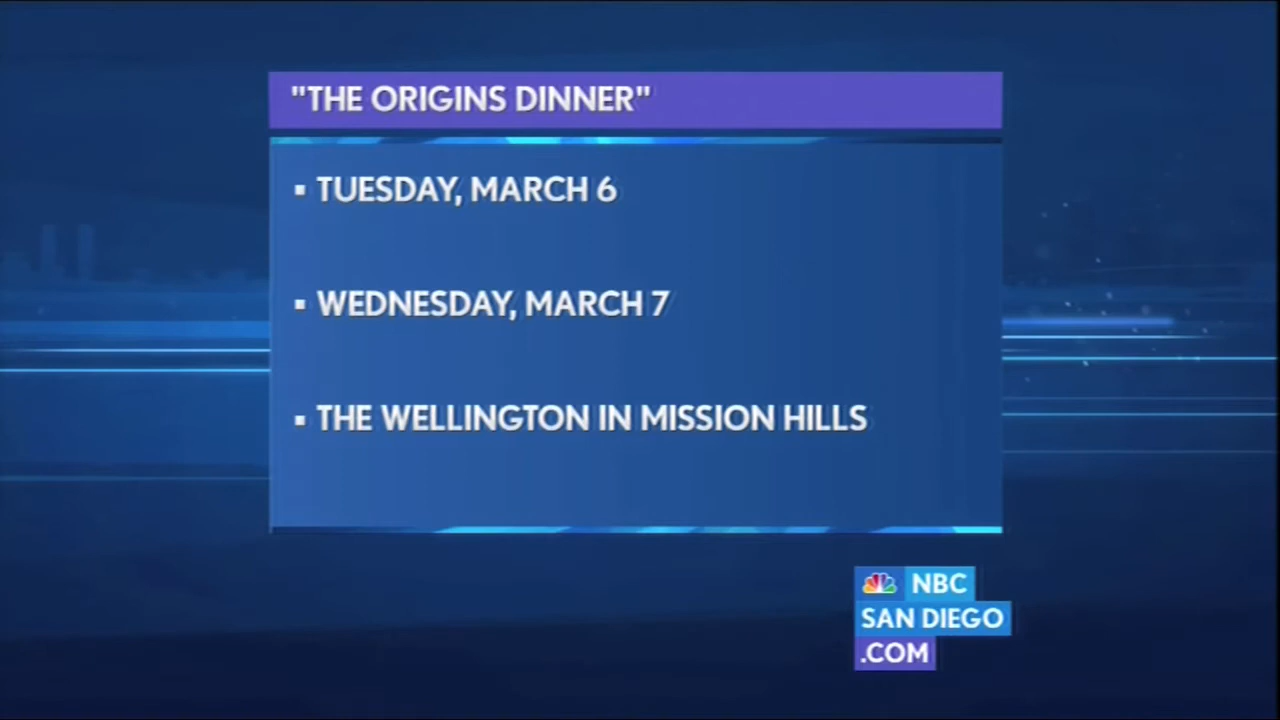 "THE ORIGINS DINNER"
▪ TUESDAY, MARCH 6
▪ WEDNESDAY, MARCH 7
▪ THE WELLINGTON IN MISSION HILLS
NBC
SAN DIEGO
.COM